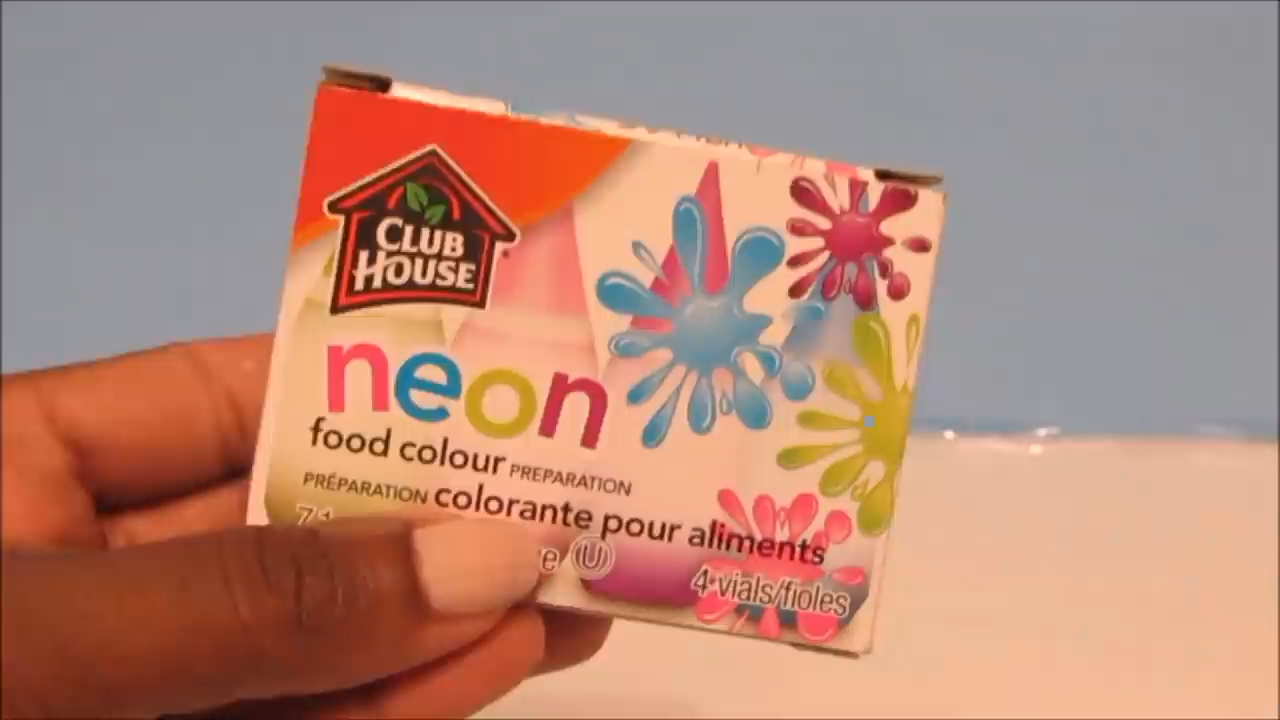 CLUB
HOUSE
neon
food colour PREPARATION
PRÉPARATION colorante pour aliments
U
4 vials/fioles